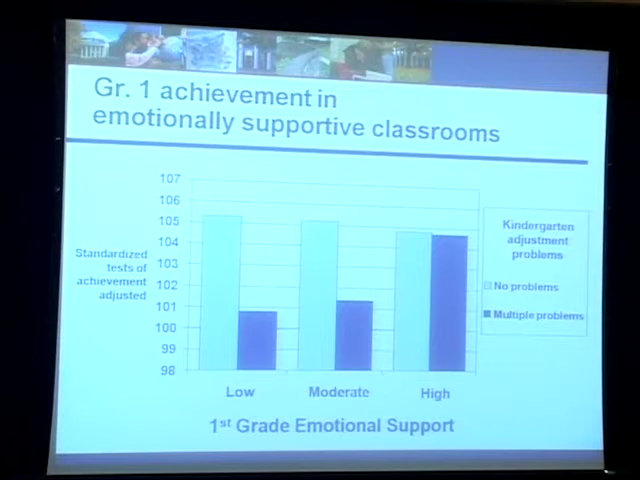 Gr. 1 achievement in
emotionally supportive classrooms
107
106
105
104
103
102
101
100
99
98
Standardized
tests of
achievement
adjusted
Kindergarten
adjustment
problems
No problems
Multiple problems
Low
Moderate
High
1st Grade Emotional Support